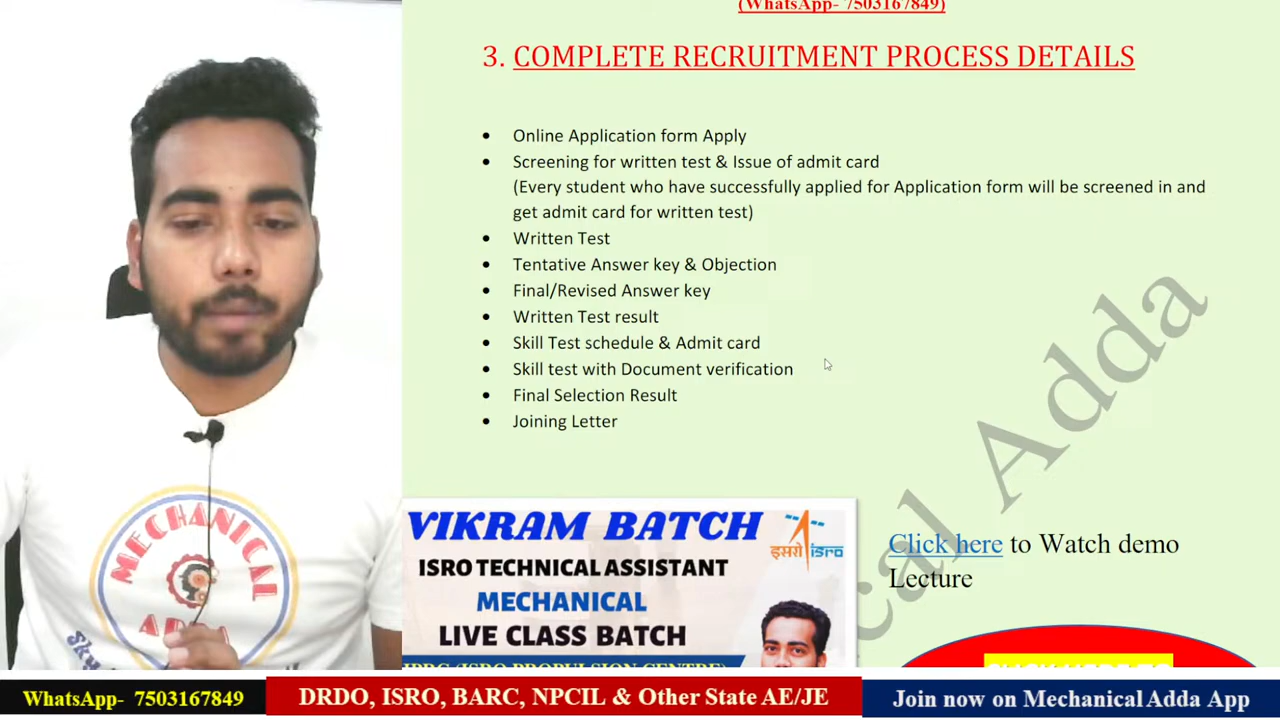 (WhatsApp- 7503167849)
3. COMPLETE RECRUITMENT PROCESS DETAILS
• Online Application form Apply
• Screening for written test & Issue of admit card
(Every student who have successfully applied for Application form will be screened in and
get admit card for written test)
• Written Test
• Tentative Answer key & Objection
• Final/Revised Answer key
• Written Test result
• Skill Test schedule & Admit card
• Skill test with Document verification
• Final Selection Result
• Joining Letter
cal Adda
VIKRAM BATCH
इसरो isro
ISRO TECHNICAL ASSISTANT
MECHANICAL
LIVE CLASS BATCH
Click here to Watch demo
Lecture
MECHANICAL
ADDA
WhatsApp- 7503167849
DRDO, ISRO, BARC, NPCIL & Other State AE/JE
Join now on Mechanical Adda App